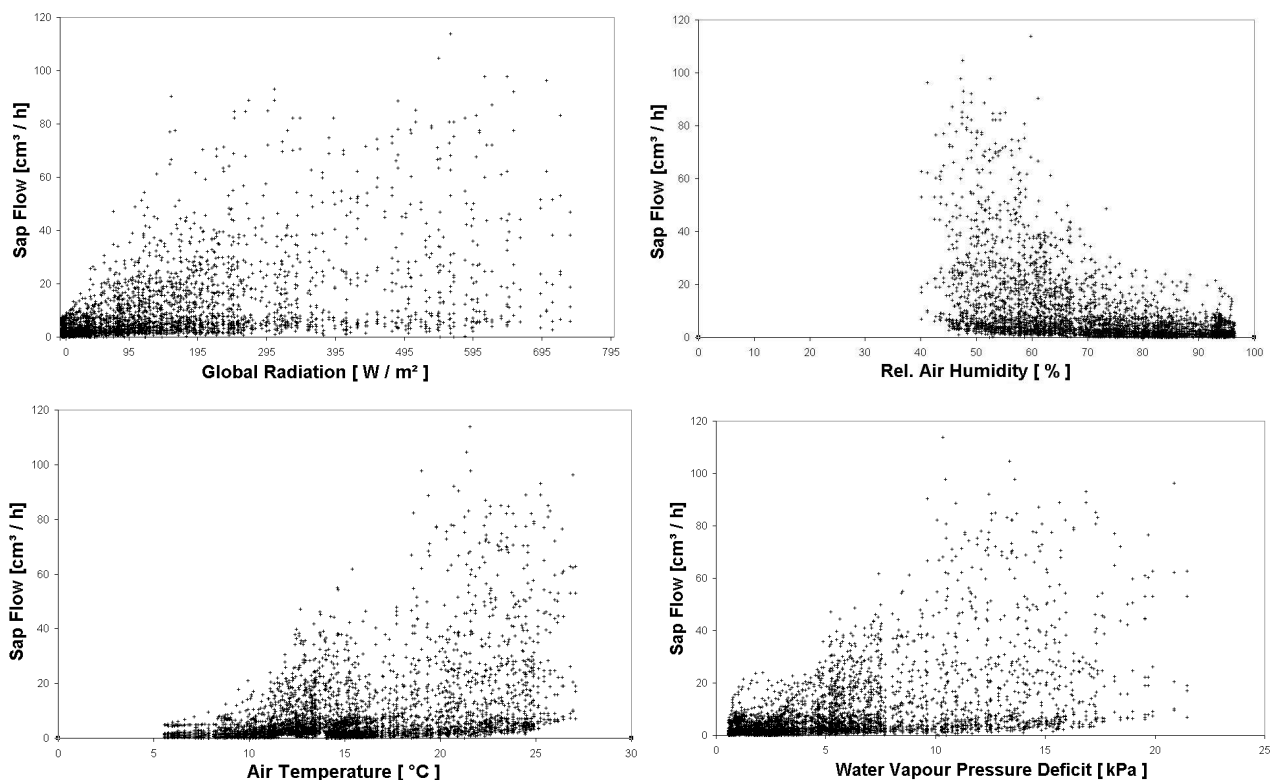 120
100
80
60
40
20
0
Sap Flow [cm³ / h]
0 95 195 295 395 495 595 695 795
Global Radiation [ W / m² ]
120
100
80
60
40
20
0
Sap Flow [cm³ / h]
0 10 20 30 40 50 60 70 80 90 100
Rel. Air Humidity [ % ]
120
100
80
60
40
20
0
Sap Flow [cm³ / h]
0 5 10 15 20 25 30
Air Temperature [ °C ]
120
100
80
60
40
20
0
Sap Flow [cm³ / h]
0 5 10 15 20 25
Water Vapour Pressure Deficit [ kPa ]